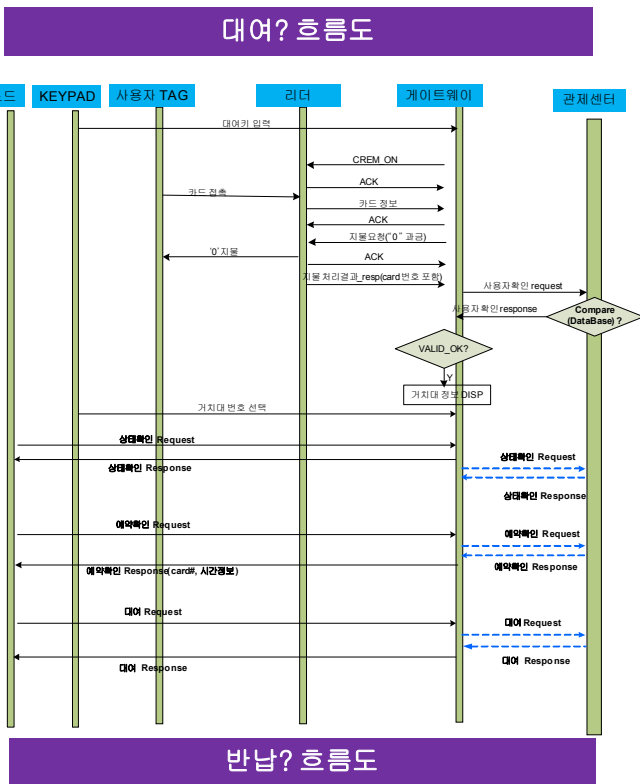 대여? 흐름도
드
KEYPAD
사용자 TAG
리더
게이트웨이
관제센터
대여키 입력
CREM ON
ACK
카드 접촉
카드 정보
ACK
지불요청("0" 과금)
'0' 지불
ACK
지불 처리결과_resp(card 번호 포함)
사용자확인 request
사용자확인 response
Compare
(DataBase) ?
VALID_OK?
Y
거치대 정보 DISP
거치대 번호 선택
상태확인 Request
상태확인 Response
상태확인 Request
상태확인 Response
예약확인 Request
예약확인 Request
예약확인 Response(card#, 시간정보)
예약확인 Response
대여 Request
대여 Request
대여 Response
대여 Response
반납? 흐름도